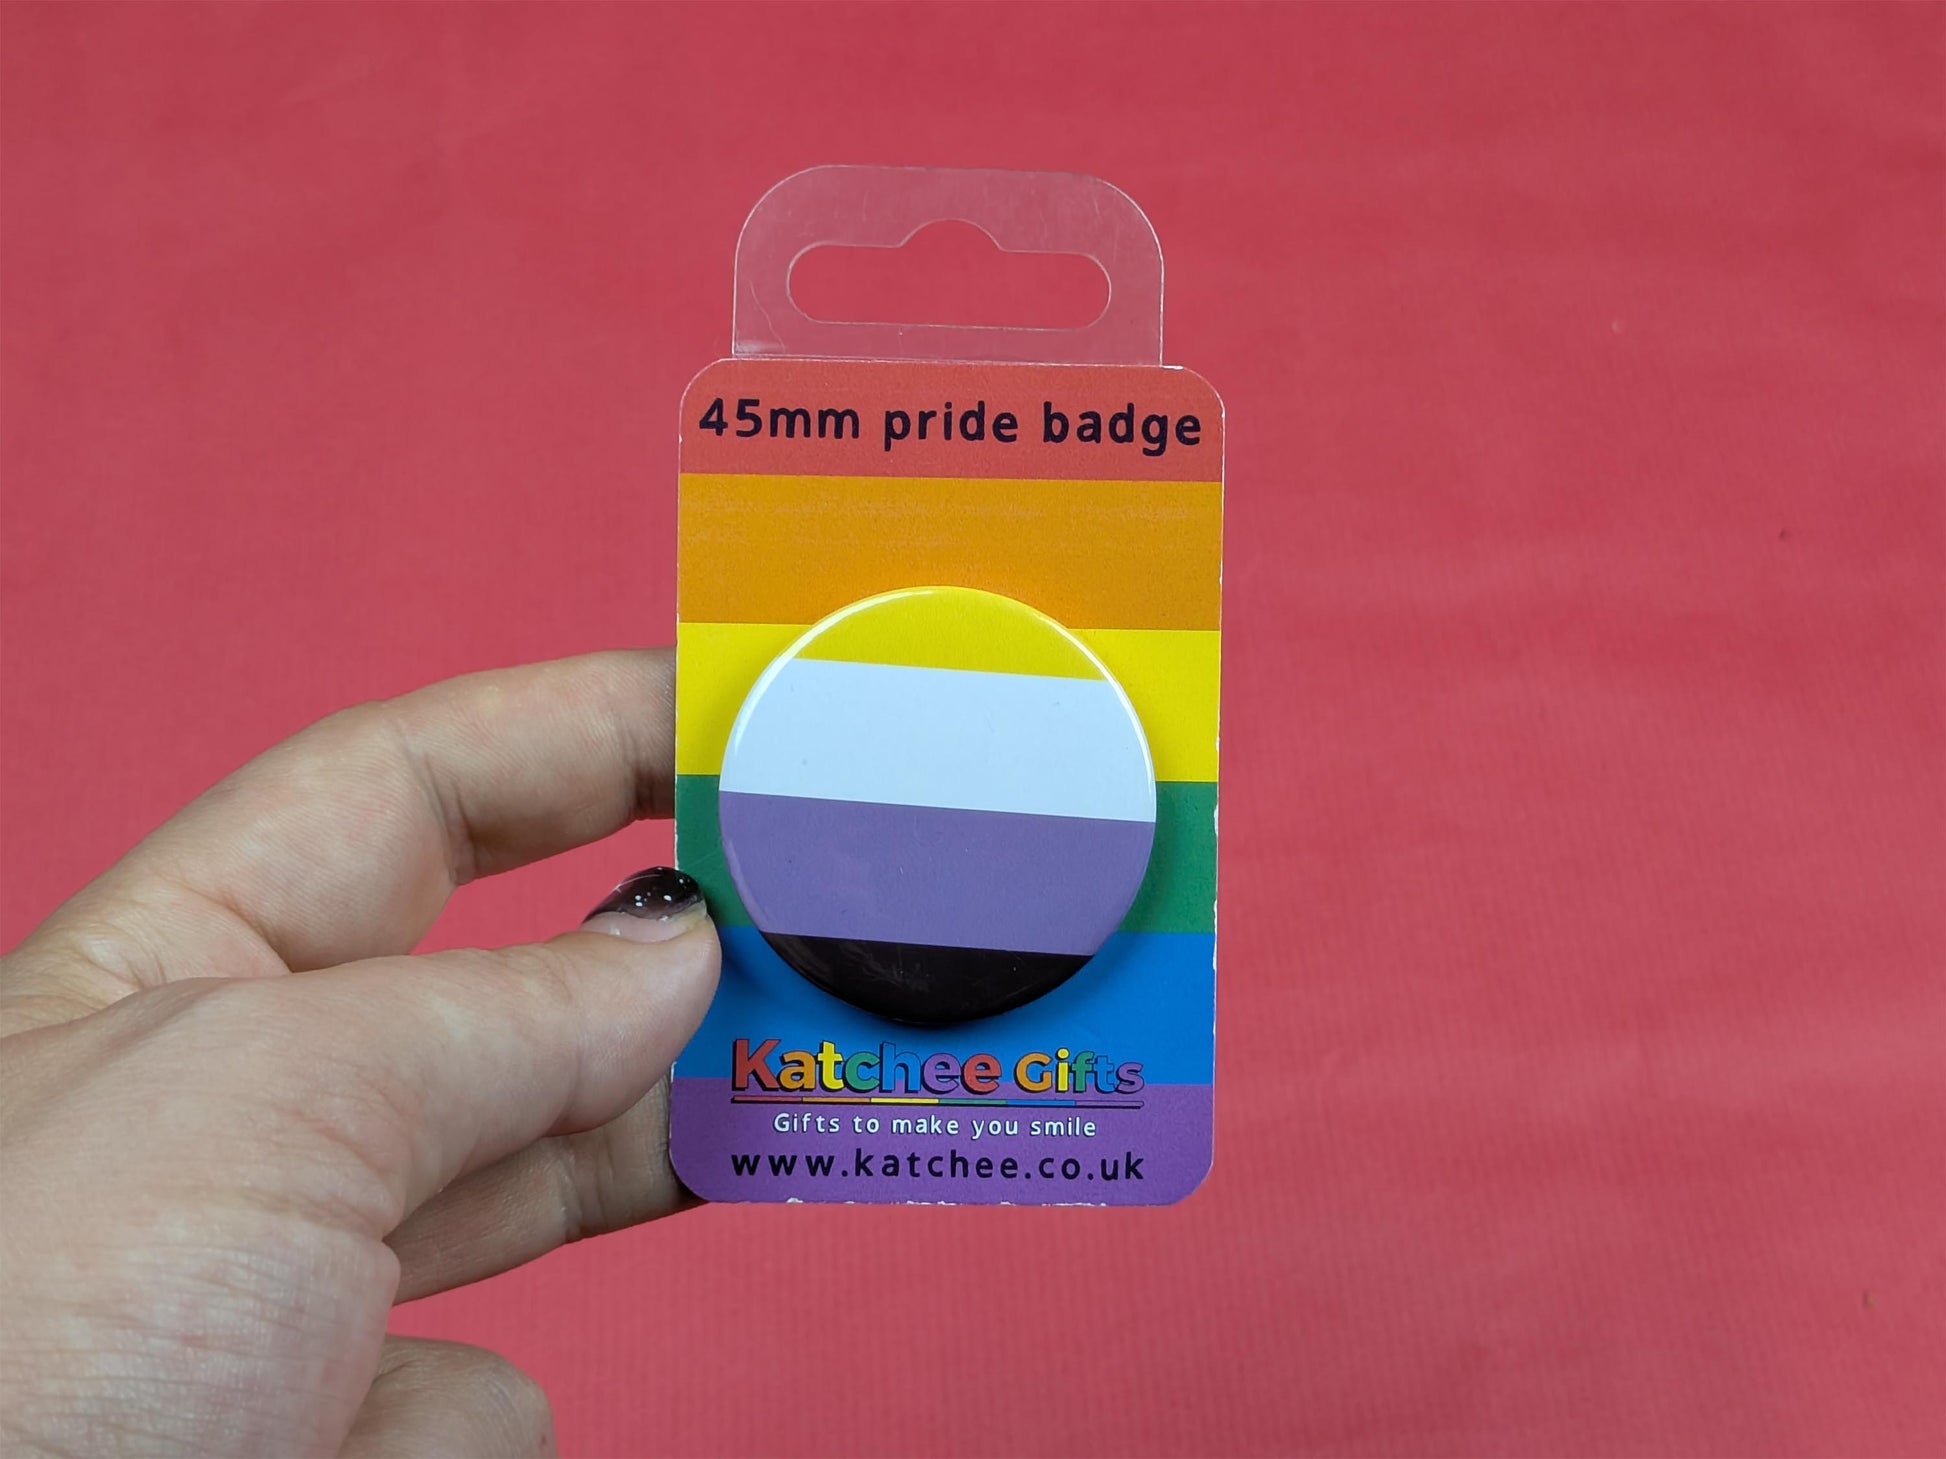 45mm pride badge
Katchee Gifts
Gifts to make you smile
www.katchee.co.uk